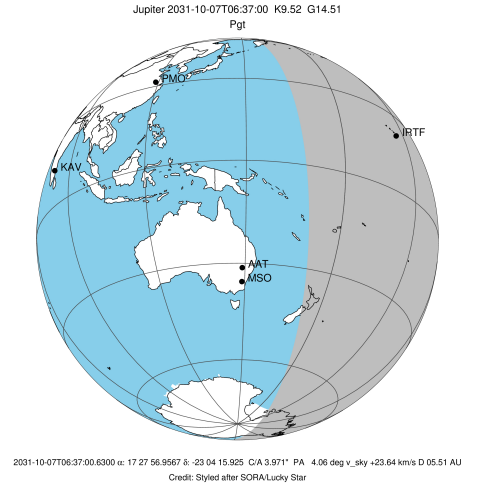 Jupiter 2031-10-07T06:37:00 K9.52 G14.51
Pgt
PMO
IRTF
KAV
AAT
MSO
2031-10-07T06:37:00.6300 α: 17 27 56.9567 δ: -23 04 15.925 C/A 3.971" PA 4.06 deg v_sky +23.64 km/s D 05.51 AU
Credit: Styled after SORA/Lucky Star